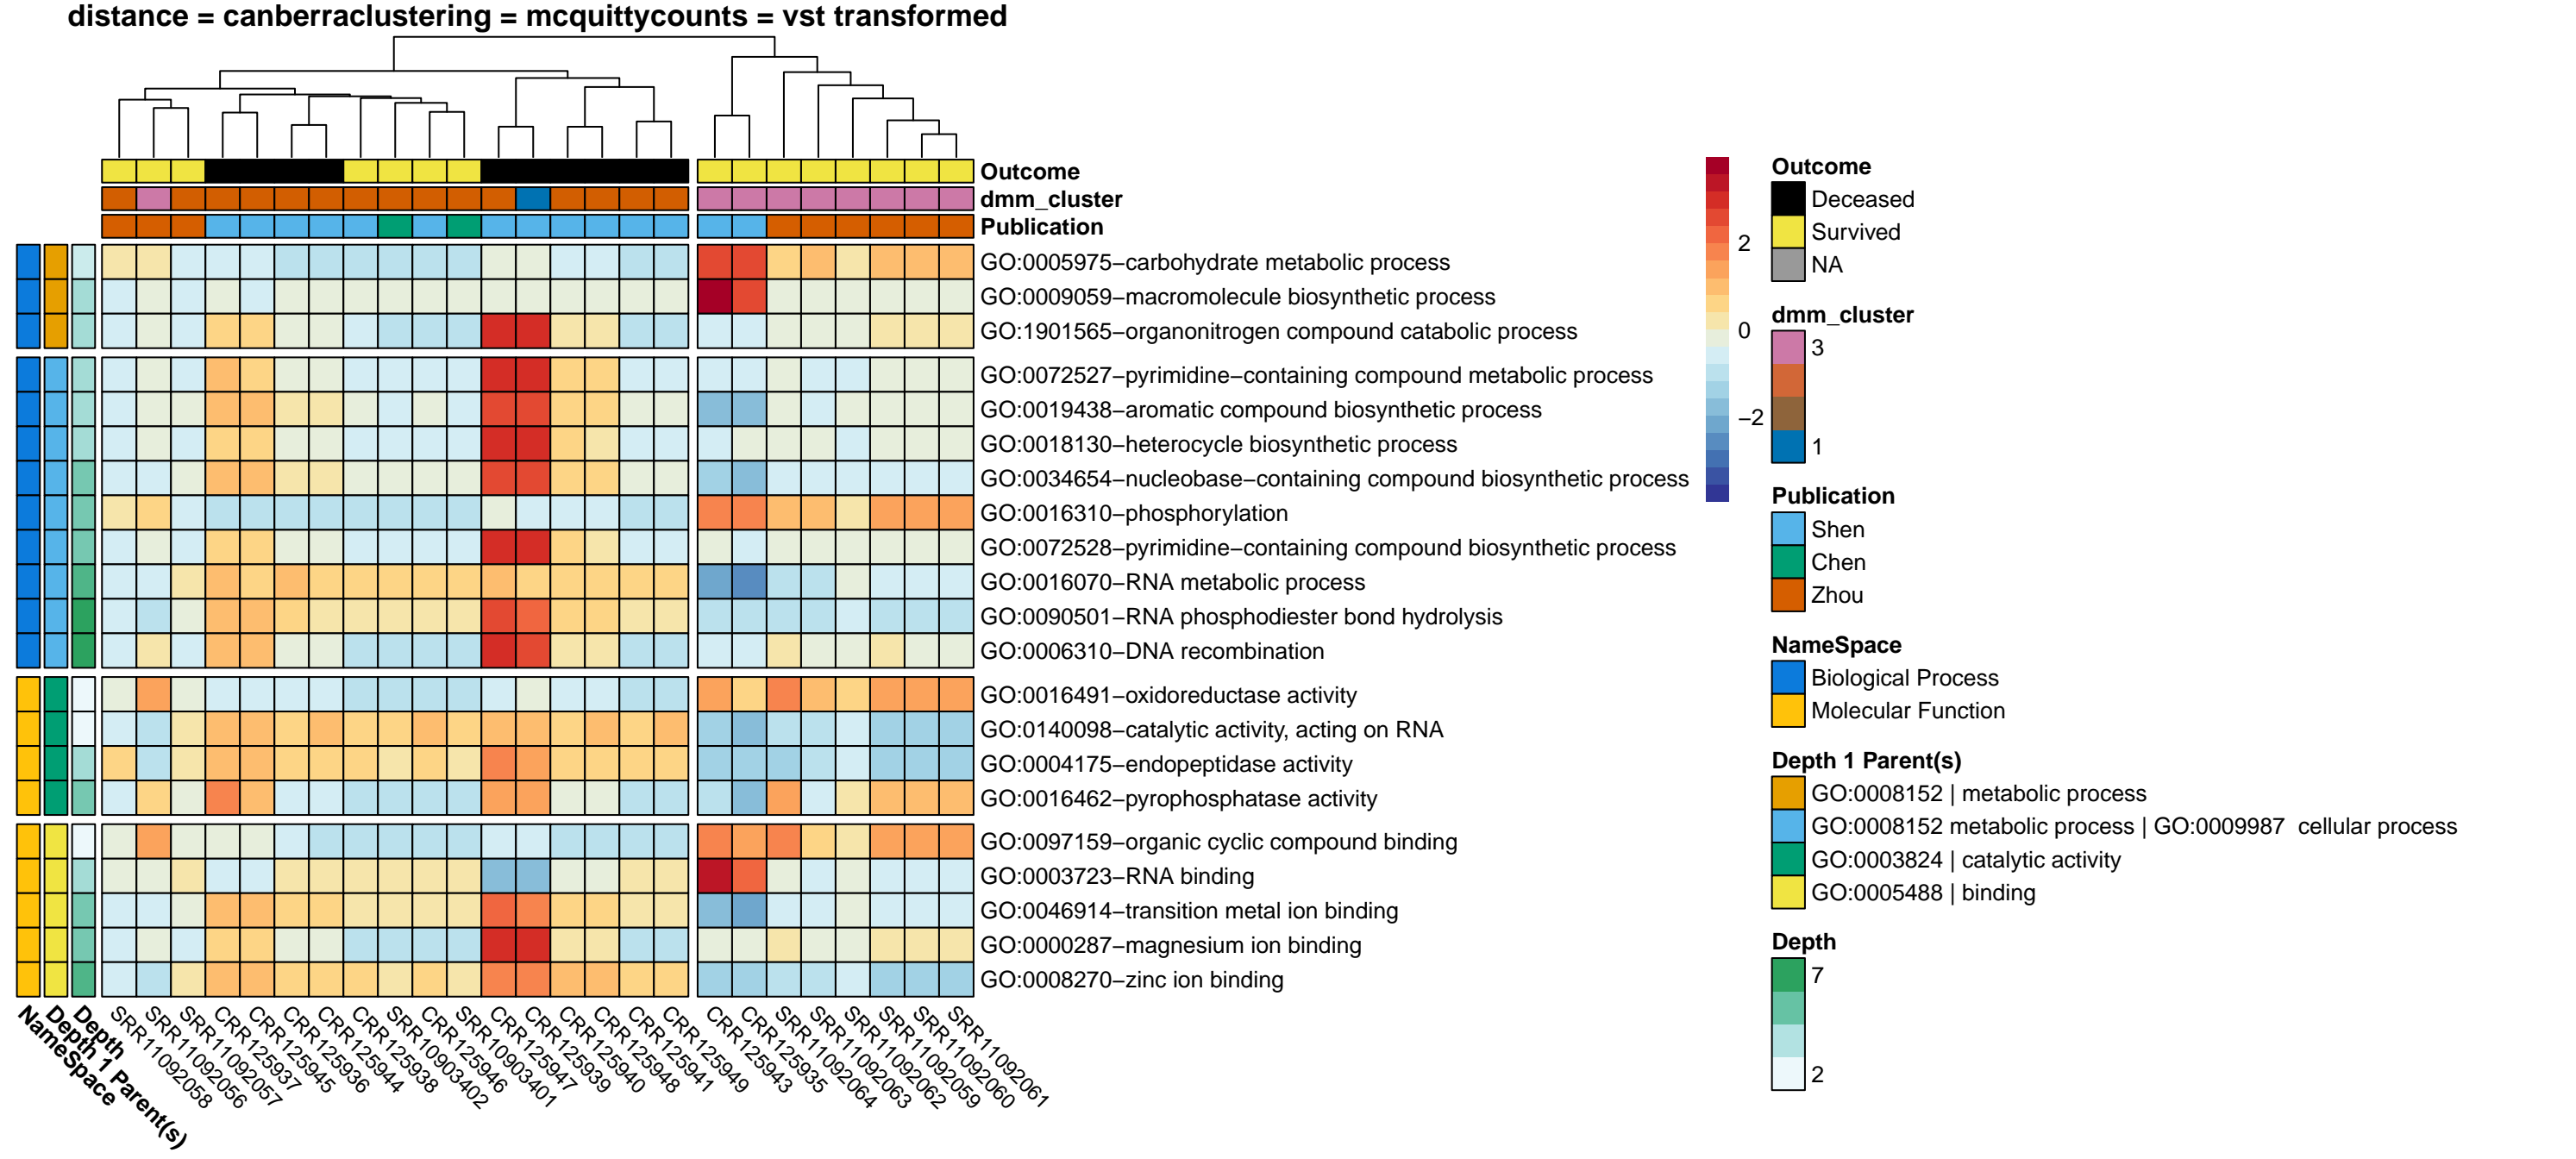 distance = canberraclustering = mcquittycounts = vst transformed
Outcome
dmm_cluster
Publication
GO:0005975−carbohydrate metabolic process
GO:0009059−macromolecule biosynthetic process
GO:1901565−organonitrogen compound catabolic process
GO:0072527−pyrimidine−containing compound metabolic process
GO:0019438−aromatic compound biosynthetic process
GO:0018130−heterocycle biosynthetic process
GO:0034654−nucleobase−containing compound biosynthetic process
GO:0016310−phosphorylation
GO:0072528−pyrimidine−containing compound biosynthetic process
GO:0016070−RNA metabolic process
GO:0090501−RNA phosphodiester bond hydrolysis
GO:0006310−DNA recombination
GO:0016491−oxidoreductase activity
GO:0140098−catalytic activity, acting on RNA
GO:0004175−endopeptidase activity
GO:0016462−pyrophosphatase activity
GO:0097159−organic cyclic compound binding
GO:0003723−RNA binding
GO:0046914−transition metal ion binding
GO:0000287−magnesium ion binding
GO:0008270−zinc ion binding
NameSpace
Depth 1 Parent(s)
Depth
SRR11092058
SRR11092056
SRR11092057
CRR125937
CRR125945
CRR125936
CRR125944
CRR125938
SRR10903402
CRR125946
SRR10903401
CRR125947
CRR125939
CRR125940
CRR125948
CRR125941
CRR125949
CRR125943
CRR125935
SRR11092064
SRR11092063
SRR11092062
SRR11092059
SRR11092060
SRR11092061
2
0
−2
Outcome
Deceased
Survived
NA
dmm_cluster
3
1
Publication
Shen
Chen
Zhou
NameSpace
Biological Process
Molecular Function
Depth 1 Parent(s)
GO:0008152 | metabolic process
GO:0008152 metabolic process | GO:0009987  cellular process
GO:0003824 | catalytic activity
GO:0005488 | binding
Depth
7
2